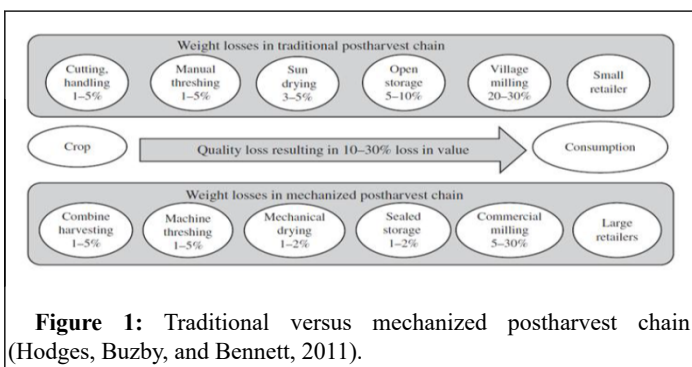 Weight losses in traditional postharvest chain
Cutting,
handling
1–5%
Manual
threshing
1–5%
Sun
drying
3–5%
Open
storage
5–10%
Village
milling
20–30%
Small
retailer
Crop
Quality loss resulting in 10–30% loss in value
Consumption
Weight losses in mechanized postharvest chain
Combine
harvesting
1–5%
Machine
threshing
1–5%
Mechanical
drying
1–2%
Sealed
storage
1–2%
Commercial
milling
5–30%
Large
retailers
Figure 1: Traditional versus mechanized postharvest chain
(Hodges, Buzby, and Bennett, 2011).